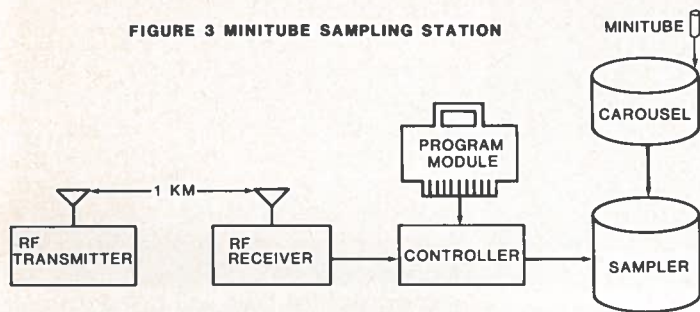 FIGURE 3 MINITUBE SAMPLING STATION
MINITUBE
CAROUSEL
PROGRAM
MODULE
1 KM
RF
TRANSMITTER
RF
RECEIVER
CONTROLLER
SAMPLER